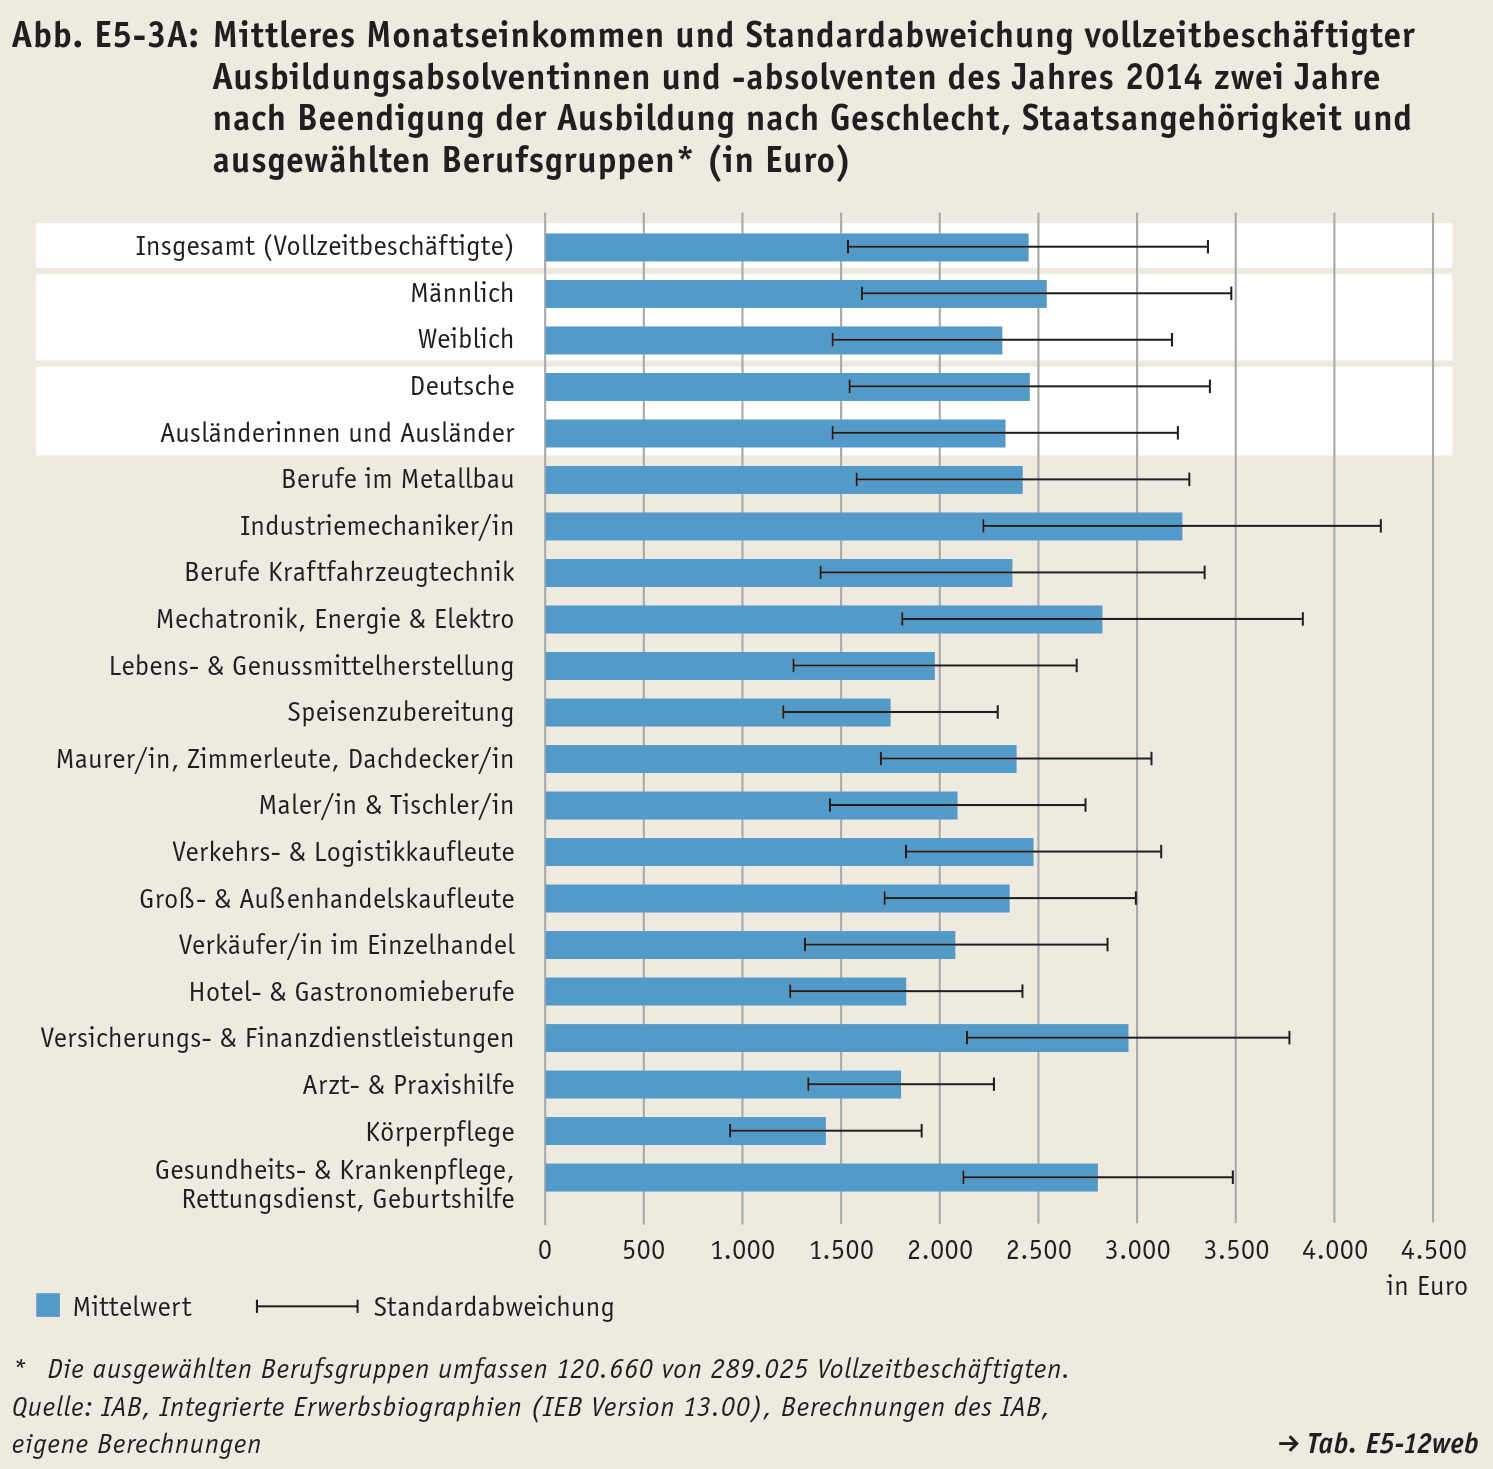 Abb. E5-3A: Mittleres Monatseinkommen und Standardabweichung vollzeitbeschäftigter
Ausbildungsabsolventinnen und -absolventen des Jahres 2014 zwei Jahre
nach Beendigung der Ausbildung nach Geschlecht, Staatsangehörigkeit und
ausgewählten Berufsgruppen* (in Euro)
Insgesamt (Vollzeitbeschäftigte)
Männlich
Weiblich
Deutsche
Ausländerinnen und Ausländer
Berufe im Metallbau
Industriemechaniker/in
Berufe Kraftfahrzeugtechnik
Mechatronik, Energie & Elektro
Lebens- & Genussmittelherstellung
Speisenzubereitung
Maurer/in, Zimmerleute, Dachdecker/in
Maler/in & Tischler/in
Verkehrs- & Logistikkaufleute
Groß- & Außenhandelskaufleute
Verkäufer/in im Einzelhandel
Hotel- & Gastronomieberufe
Versicherungs- & Finanzdienstleistungen
Arzt- & Praxishilfe
Körperpflege
Gesundheits- & Krankenpflege,
Rettungsdienst, Geburtshilfe
0 500 1.000 1.500 2.000 2.500 3.000 3.500 4.000 4.500
in Euro
Mittelwert Standardabweichung
* Die ausgewählten Berufsgruppen umfassen 120.660 von 289.025 Vollzeitbeschäftigten.
Quelle: IAB, Integrierte Erwerbsbiographien (IEB Version 13.00), Berechnungen des IAB,
eigene Berechnungen
→ Tab. E5-12web